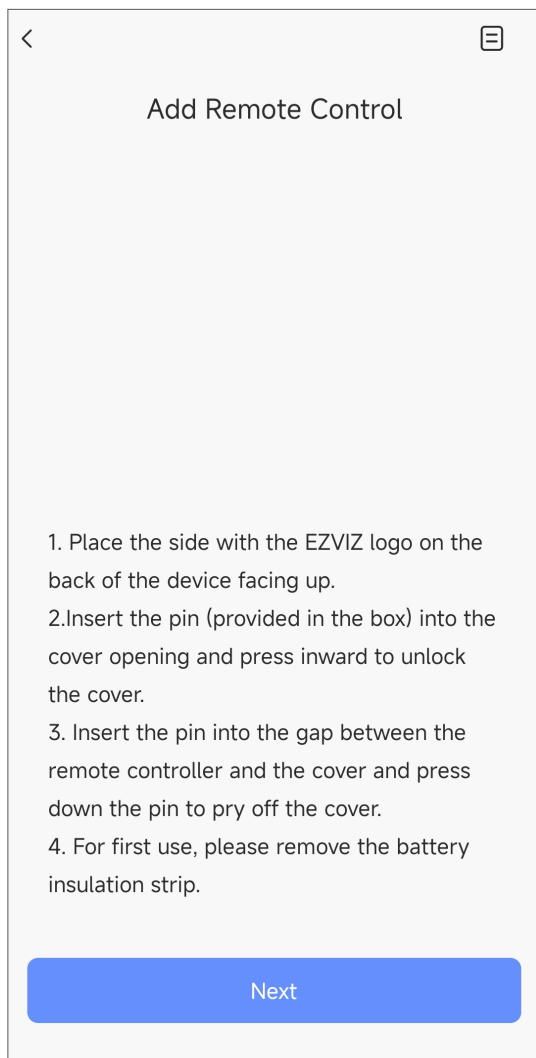 Add Remote Control
1. Place the side with the EZVIZ logo on the
back of the device facing up.
2.Insert the pin (provided in the box) into the
cover opening and press inward to unlock
the cover.
3. Insert the pin into the gap between the
remote controller and the cover and press
down the pin to pry off the cover.
4. For first use, please remove the battery
insulation strip.
Next